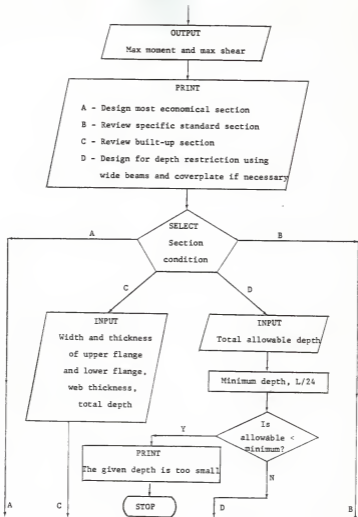 OUTPUT
Max moment and max shear
PRINT
A - Design most economical section
B - Review specific standard section
C - Review built-up section
D - Design for depth restriction using
wide beams and coverplate if necessary
SELECT
Section
condition
A
B
C
D
INPUT
Width and thickness
of upper flange
and lower flange,
web thickness,
total depth
INPUT
Total allowable depth
Minimum depth, L/24
Is
allowable <
minimum?
Y
N
PRINT
The given depth is too small
STOP
A
C
D
B